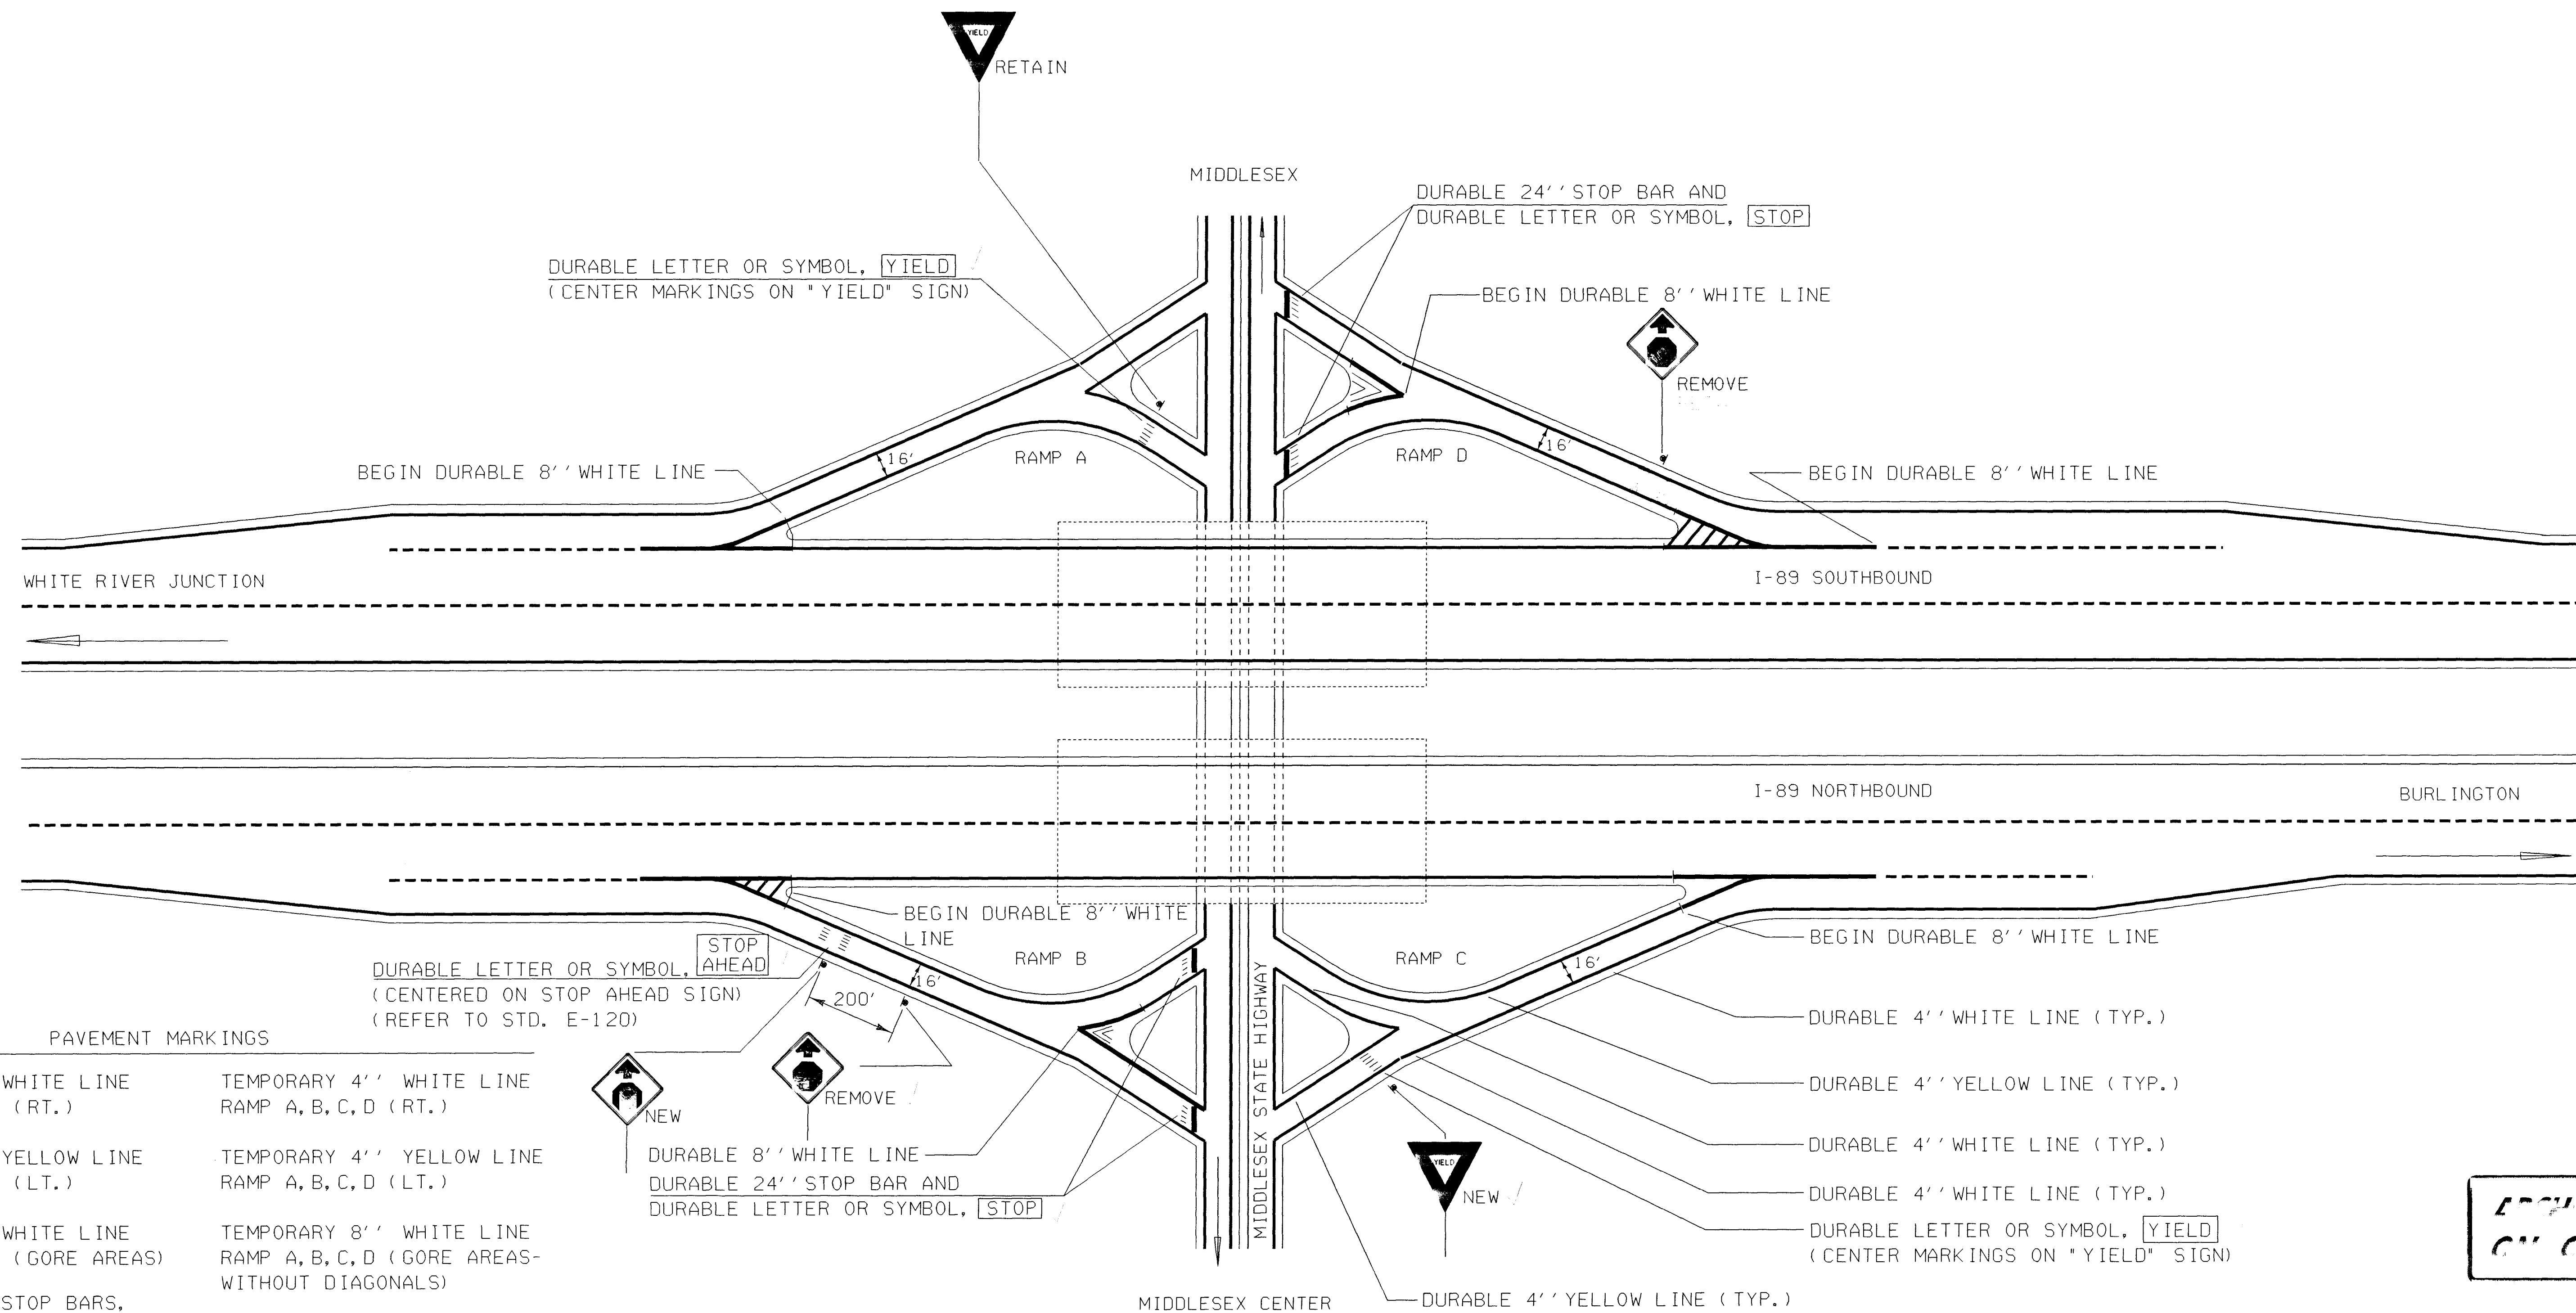 YIELD
RETAIN
MIDDLESEX
DURABLE 24'' STOP BAR AND
DURABLE LETTER OR SYMBOL, STOP
DURABLE LETTER OR SYMBOL, YIELD
(CENTER MARKINGS ON "YIELD" SIGN)
BEGIN DURABLE 8'' WHITE LINE
REMOVE
16'
RAMP A
RAMP D
16'
BEGIN DURABLE 8'' WHITE LINE
BEGIN DURABLE 8'' WHITE LINE
WHITE RIVER JUNCTION
I-89 SOUTHBOUND
I-89 NORTHBOUND
BURLINGTON
BEGIN DURABLE 8'' WHITE
LINE
BEGIN DURABLE 8'' WHITE LINE
STOP
AHEAD
DURABLE LETTER OR SYMBOL,
(CENTERED ON STOP AHEAD SIGN)
(REFER TO STD. E-120)
RAMP B
RAMP C
16'
16'
200'
MIDDLESEX STATE HIGHWAY
DURABLE 4'' WHITE LINE (TYP.)
DURABLE 4'' YELLOW LINE (TYP.)
DURABLE 4'' WHITE LINE (TYP.)
DURABLE 4'' WHITE LINE (TYP.)
DURABLE LETTER OR SYMBOL, YIELD
(CENTER MARKINGS ON "YIELD" SIGN)
PAVEMENT MARKINGS
WHITE LINE
(RT.)
TEMPORARY 4'' WHITE LINE
RAMP A, B, C, D (RT.)
YELLOW LINE
(LT.)
TEMPORARY 4'' YELLOW LINE
RAMP A, B, C, D (LT.)
WHITE LINE
(GORE AREAS)
TEMPORARY 8'' WHITE LINE
RAMP A, B, C, D (GORE AREAS-
WITHOUT DIAGONALS)
STOP BARS,
NEW
REMOVE
DURABLE 8'' WHITE LINE
DURABLE 24'' STOP BAR AND
DURABLE LETTER OR SYMBOL, STOP
YIELD
NEW
MIDDLESEX CENTER
DURABLE 4'' YELLOW LINE (TYP.)